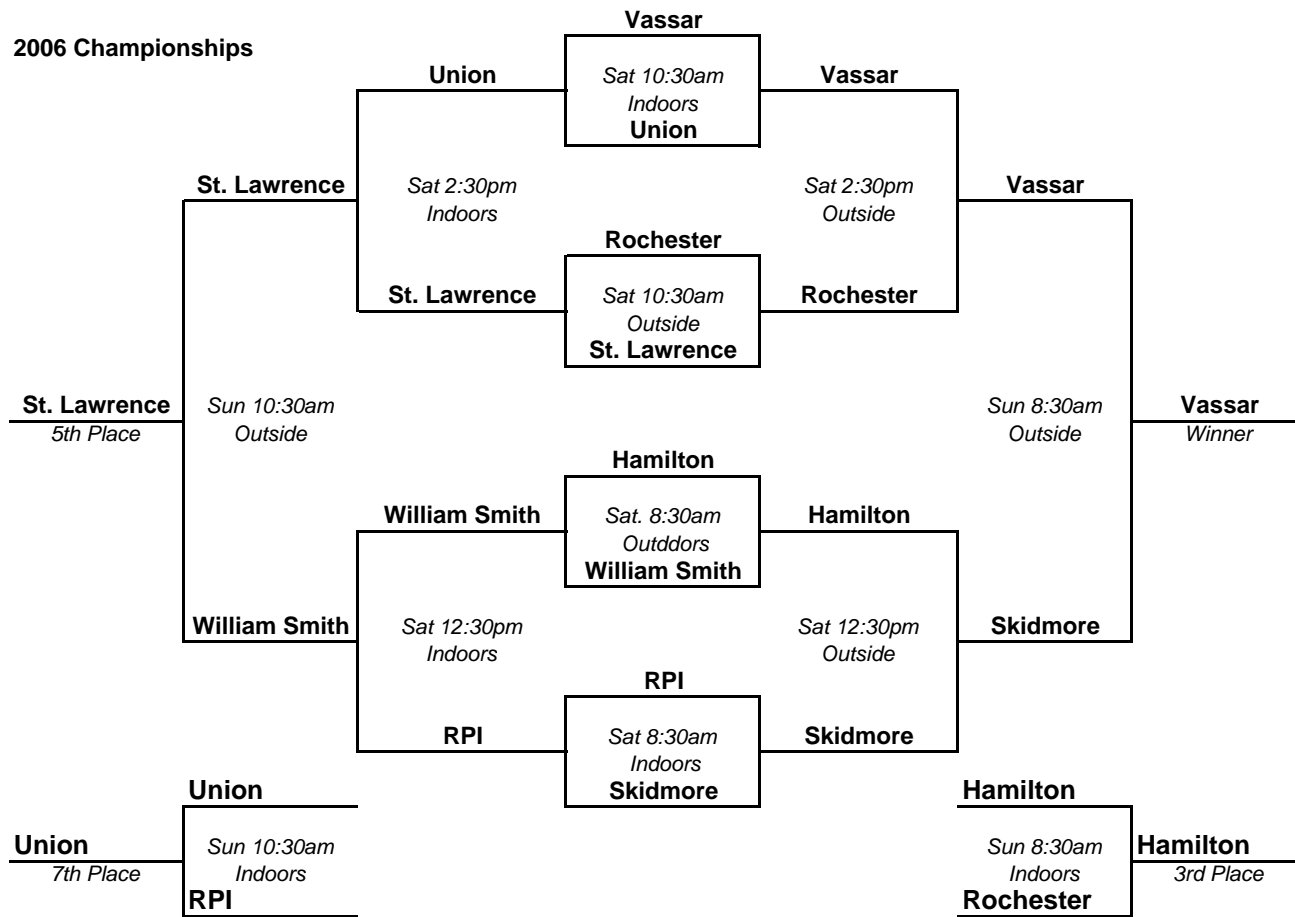 Vassar
2006 Championships
Union
Sat 10:30am
Vassar
Indoors
Union
St. Lawrence
Sat 2:30pm
Sat 2:30pm
Vassar
Indoors
Outside
Rochester
St. Lawrence
Sat 10:30am
Rochester
Outside
St. Lawrence
St. Lawrence
Sun 10:30am
Sun 8:30am
Vassar
5th Place
Outside
Outside
Winner
Hamilton
William Smith
Sat. 8:30am
Hamilton
Outddors
William Smith
William Smith
Sat 12:30pm
Sat 12:30pm
Skidmore
Indoors
Outside
RPI
RPI
Sat 8:30am
Skidmore
Indoors
Union
Skidmore
Hamilton
Union
Sun 10:30am
Sun 8:30am
Hamilton
7th Place
Indoors
Indoors
3rd Place
RPI
Rochester